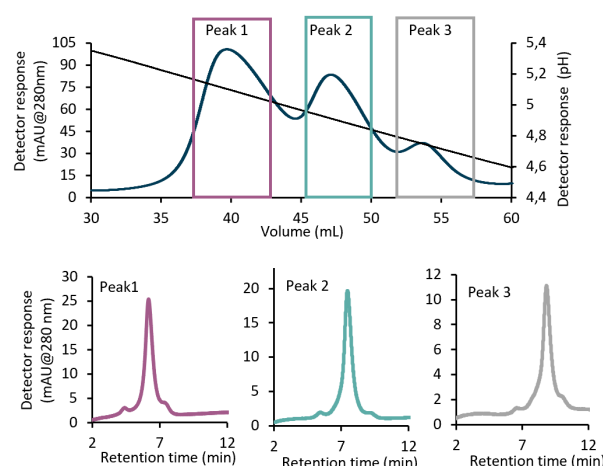 Peak 1 Peak 2 Peak 3
Detector response
(mAU@280nm)
105
90
75
60
45
30
15
0
5,4
5,2
5
4,8
4,6
4,4
Detector response
(pH)
30 40 50 60
Volume (mL)
Detector response
(mAU@280 nm)
Peak1
30
25
20
15
10
5
0
2 7 12
Retention time (min)
Peak 2
20
15
10
5
0
2 7 12
Retention time (min)
Peak 3
12
10
8
6
4
2
0
2 7 12
Retention time (min)